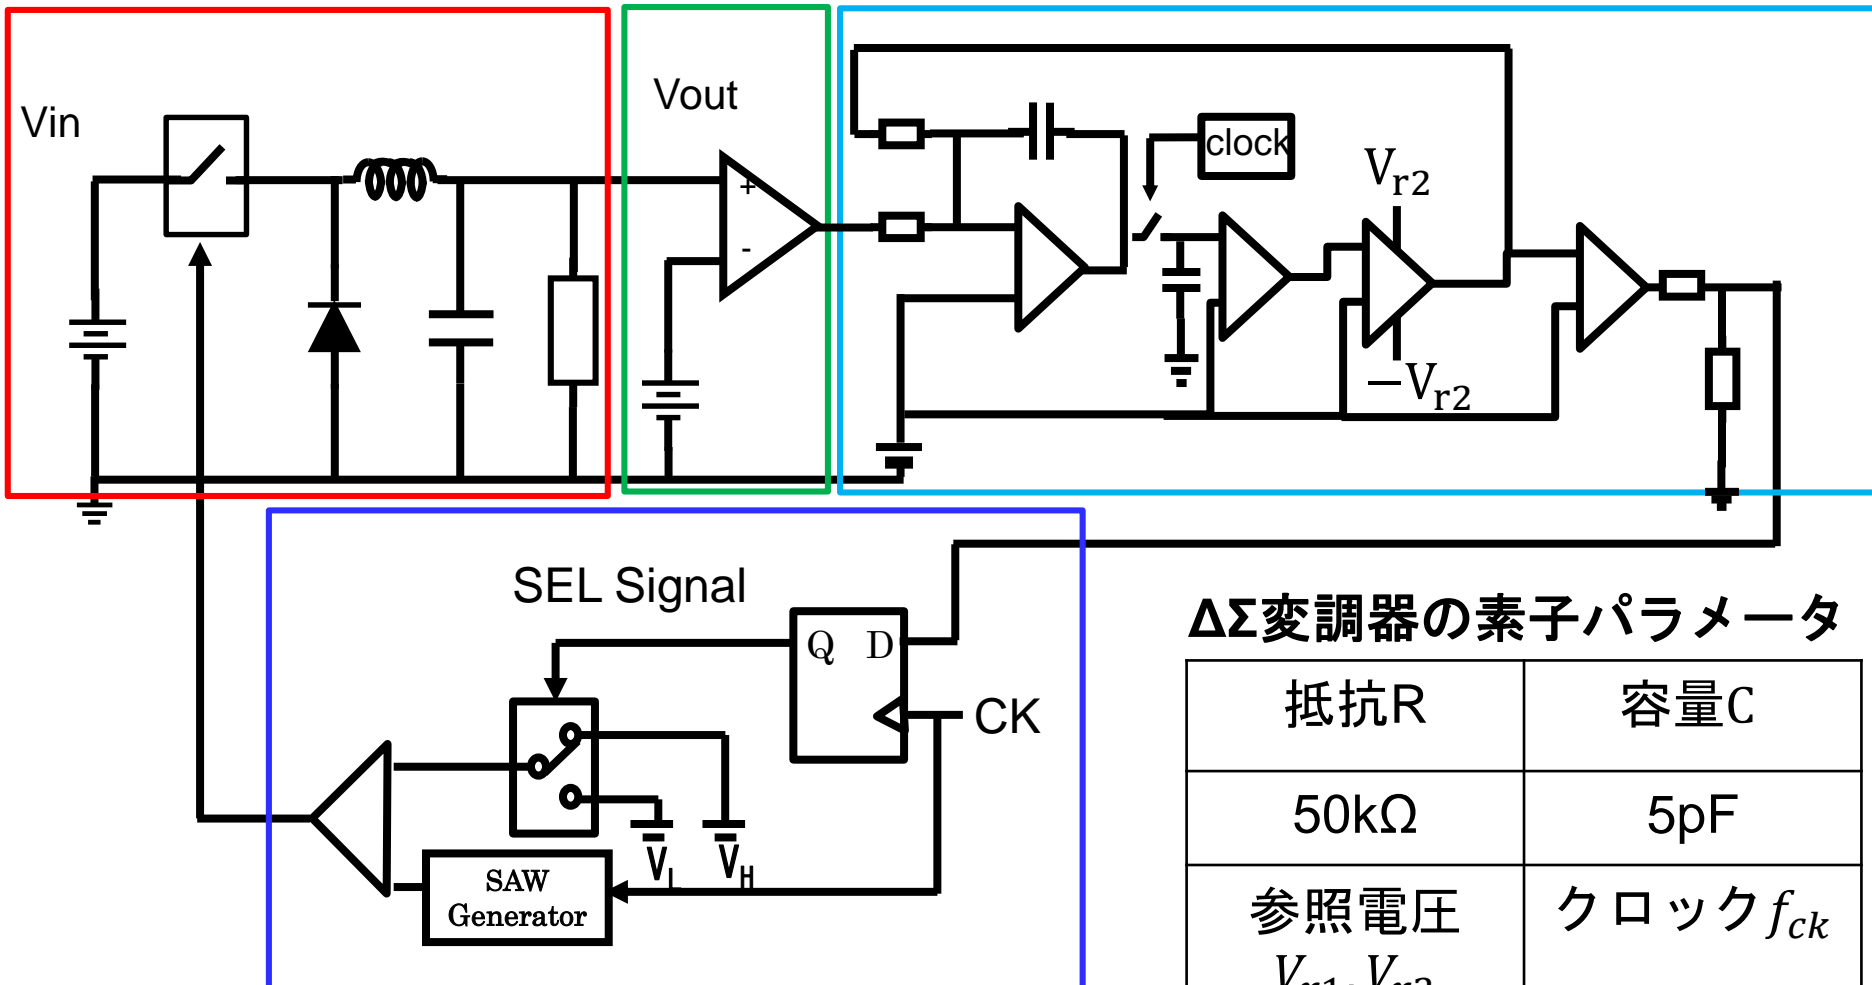 Vin
Vout
+
-
clock
Vr2
−Vr2
SEL Signal
Q D
CK
VL
VH
SAW
Generator
ΔΣ変調器の素子パラメータ
抵抗R 容量C
50kΩ 5pF
参照電圧 クロックfck
Vr1, Vr2